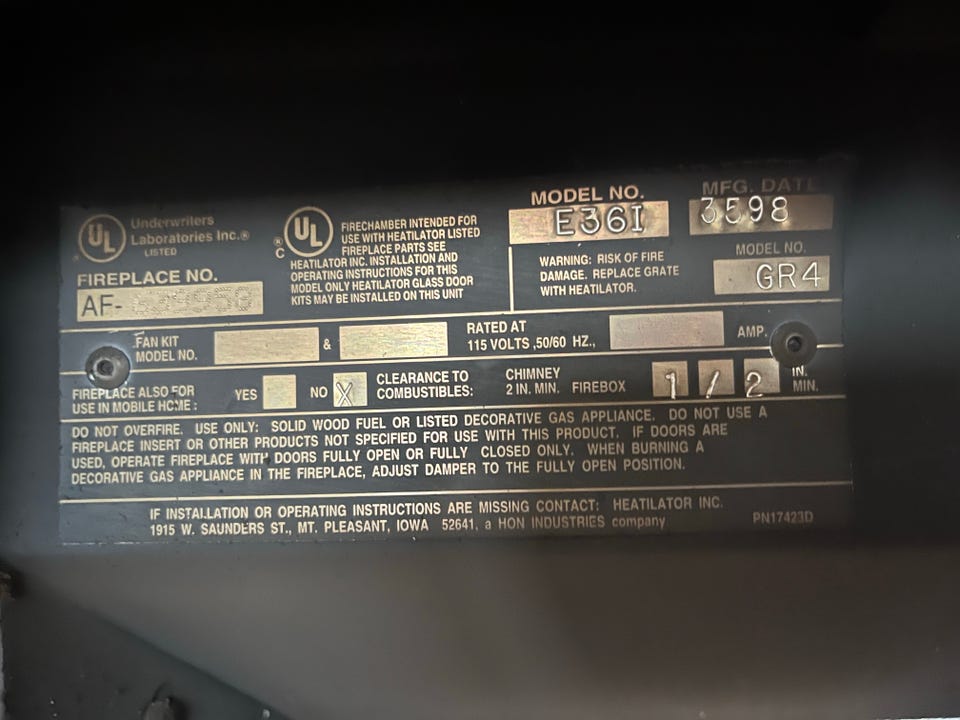 UL
Underwriters
Laboratories Inc.®
LISTED
FIREPLACE NO.
AF-
UL
® C
FIRECHAMBER INTENDED FOR
USE WITH HEATILATOR LISTED
FIREPLACE PARTS SEE
HEATILATOR INC. INSTALLATION AND
OPERATING INSTRUCTIONS FOR THIS
MODEL ONLY HEATILATOR GLASS DOOR
KITS MAY BE INSTALLED ON THIS UNIT
MODEL NO.
E36I
MFG. DATE
3598
WARNING: RISK OF FIRE
DAMAGE. REPLACE GRATE
WITH HEATILATOR.
MODEL NO.
GR4
FAN KIT
MODEL NO.
&
RATED AT
115 VOLTS ,50/60 HZ.,
AMP.
FIREPLACE ALSO FOR
USE IN MOBILE HOME :
YES
NO X
CLEARANCE TO
COMBUSTIBLES:
CHIMNEY
2 IN. MIN. FIREBOX
1/2
IN.
MIN.
DO NOT OVERFIRE. USE ONLY: SOLID WOOD FUEL OR LISTED DECORATIVE GAS APPLIANCE. DO NOT USE A
FIREPLACE INSERT OR OTHER PRODUCTS NOT SPECIFIED FOR USE WITH THIS PRODUCT. IF DOORS ARE
USED, OPERATE FIREPLACE WITH DOORS FULLY OPEN OR FULLY CLOSED ONLY. WHEN BURNING A
DECORATIVE GAS APPLIANCE IN THE FIREPLACE, ADJUST DAMPER TO THE FULLY OPEN POSITION.
IF INSTALLATION OR OPERATING INSTRUCTIONS ARE MISSING CONTACT: HEATILATOR INC.
1915 W. SAUNDERS ST., MT. PLEASANT, IOWA 52641, a HON INDUSTRIES company
PN17423D